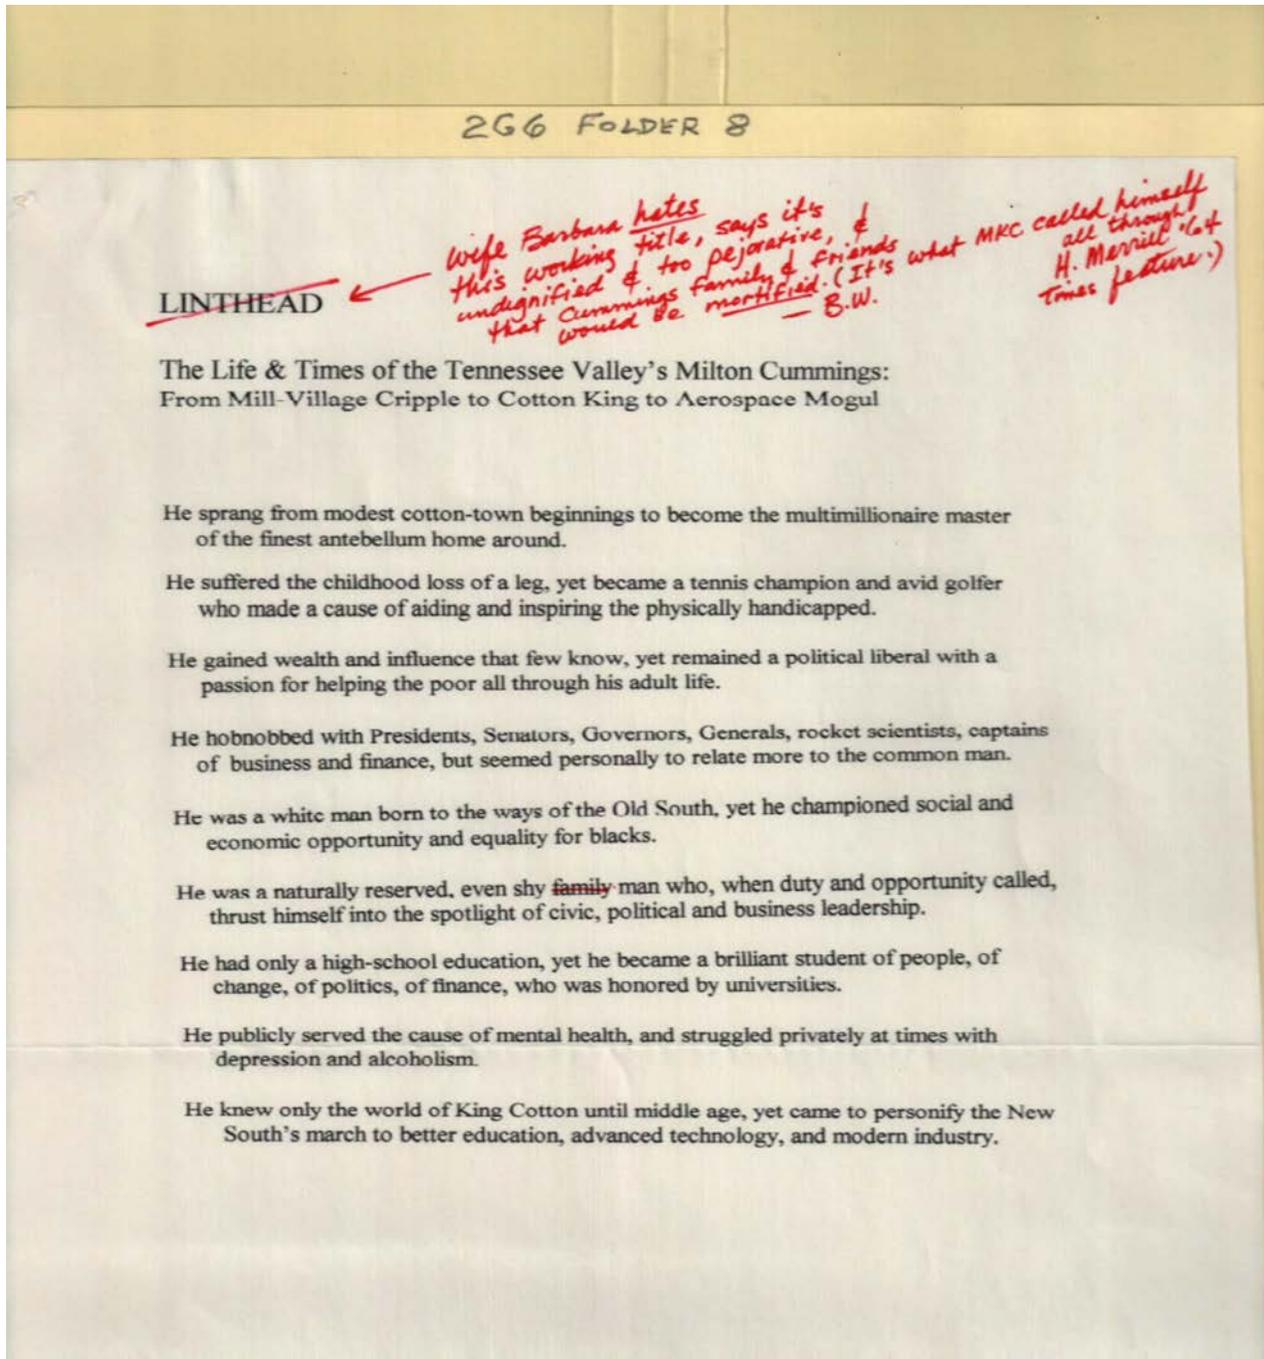 2G6 FOLDER 8
wife Barbara hates
this working title, says it's
undignified & too pejorative, &
that Cummings family & friends
would be mortified. (It's what MKC called himself
all through
H. Merrill
Times feature.)
— B.W.
LINTHEAD
The Life & Times of the Tennessee Valley's Milton Cummings:
From Mill-Village Cripple to Cotton King to Aerospace Mogul
He sprang from modest cotton-town beginnings to become the multimillionaire master
of the finest antebellum home around.
He suffered the childhood loss of a leg, yet became a tennis champion and avid golfer
who made a cause of aiding and inspiring the physically handicapped.
He gained wealth and influence that few know, yet remained a political liberal with a
passion for helping the poor all through his adult life.
He hobnobbed with Presidents, Senators, Governors, Generals, rocket scientists, captains
of business and finance, but seemed personally to relate more to the common man.
He was a white man born to the ways of the Old South, yet he championed social and
economic opportunity and equality for blacks.
He was a naturally reserved, even shy family man who, when duty and opportunity called,
thrust himself into the spotlight of civic, political and business leadership.
He had only a high-school education, yet he became a brilliant student of people, of
change, of politics, of finance, who was honored by universities.
He publicly served the cause of mental health, and struggled privately at times with
depression and alcoholism.
He knew only the world of King Cotton until middle age, yet came to personify the New
South's march to better education, advanced technology, and modern industry.